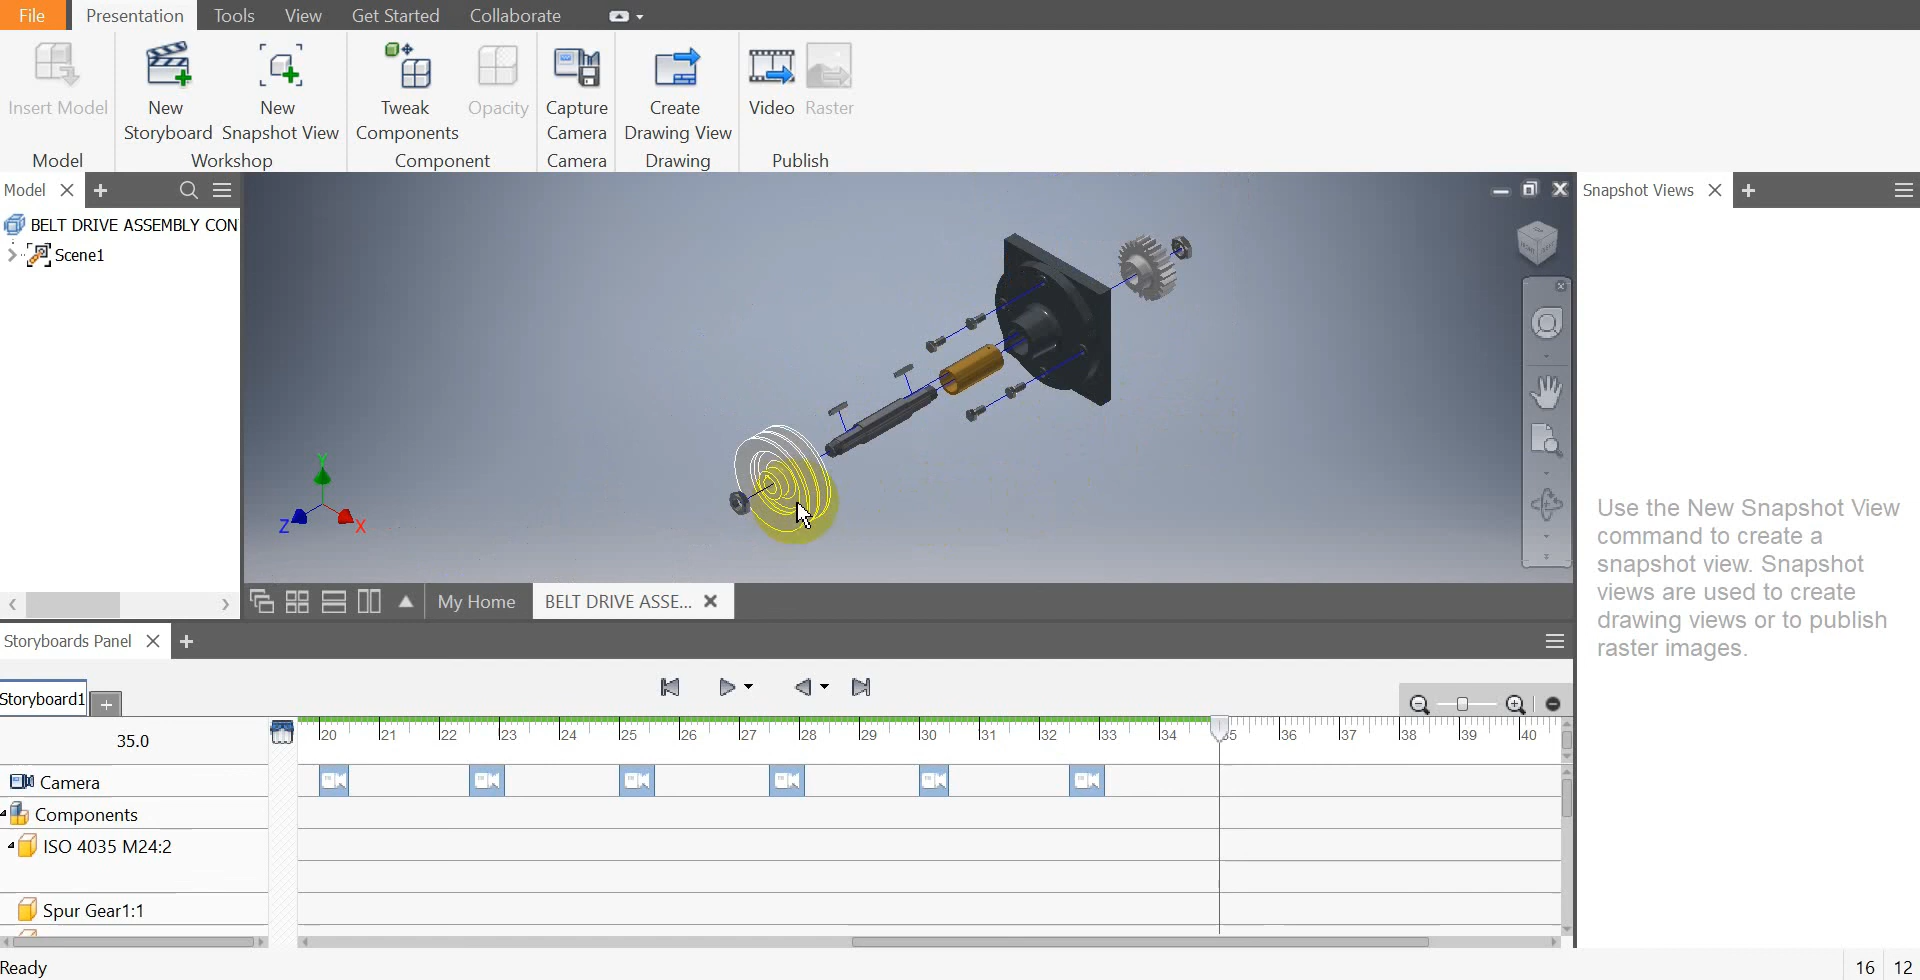 File Presentation Tools View Get Started Collaborate
Insert Model New Storyboard New Snapshot View Tweak Components Opacity Capture Camera Create Drawing View Video Raster
Model Workshop Component Camera Drawing Publish
Model
BELT DRIVE ASSEMBLY CON
Scene1
Snapshot Views
Use the New Snapshot View
command to create a
snapshot view. Snapshot
views are used to create
drawing views or to publish
raster images.
Y
Z X
My Home BELT DRIVE ASSE...
Storyboards Panel
Storyboard1
35.0
20 21 22 23 24 25 26 27 28 29 30 31 32 33 34 35 36 37 38 39 40
Camera
Components
ISO 4035 M24:2
Spur Gear1:1
Ready 16 12